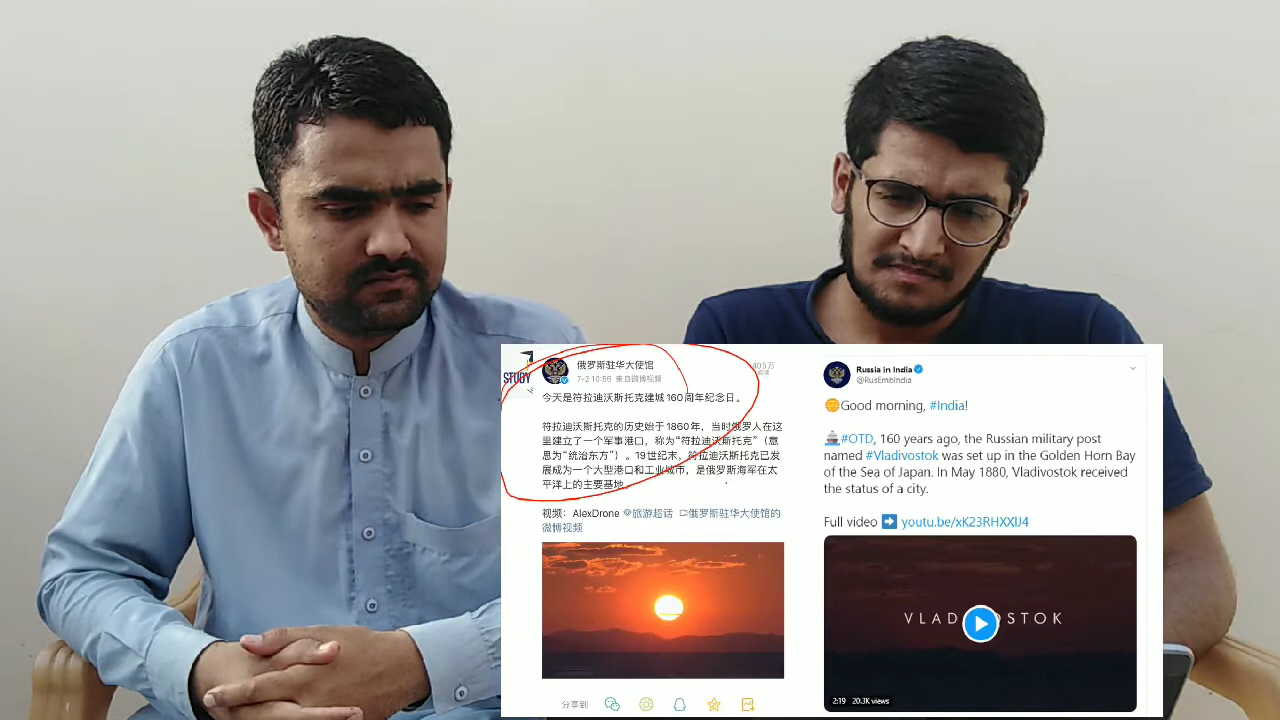 STUDY
俄罗斯驻华大使馆
7-2 10:55 来自微博视频
405万
今天是符拉迪沃斯托克建城160周年纪念日。
符拉迪沃斯托克的历史始于1860年，当时俄罗人在这
里建立了一个军事港口，称为“符拉迪沃斯托克”（意
思为“统治东方”）。19世纪末，符拉迪沃斯托克已发
展成为一个大型港口和工业城市，是俄罗斯海军在太
平洋上的主要基地。
视频：AlexDrone 旅游超话 俄罗斯驻华大使馆的
微博视频
分享到
Russia in India
@RusEmbIndia
Good morning, #India!
#OTD, 160 years ago, the Russian military post
named #Vladivostok was set up in the Golden Horn Bay
of the Sea of Japan. In May 1880, Vladivostok received
the status of a city.
Full video ➡ youtu.be/xK23RHXXlJ4
VLAD STOK
2:19 20.3K views